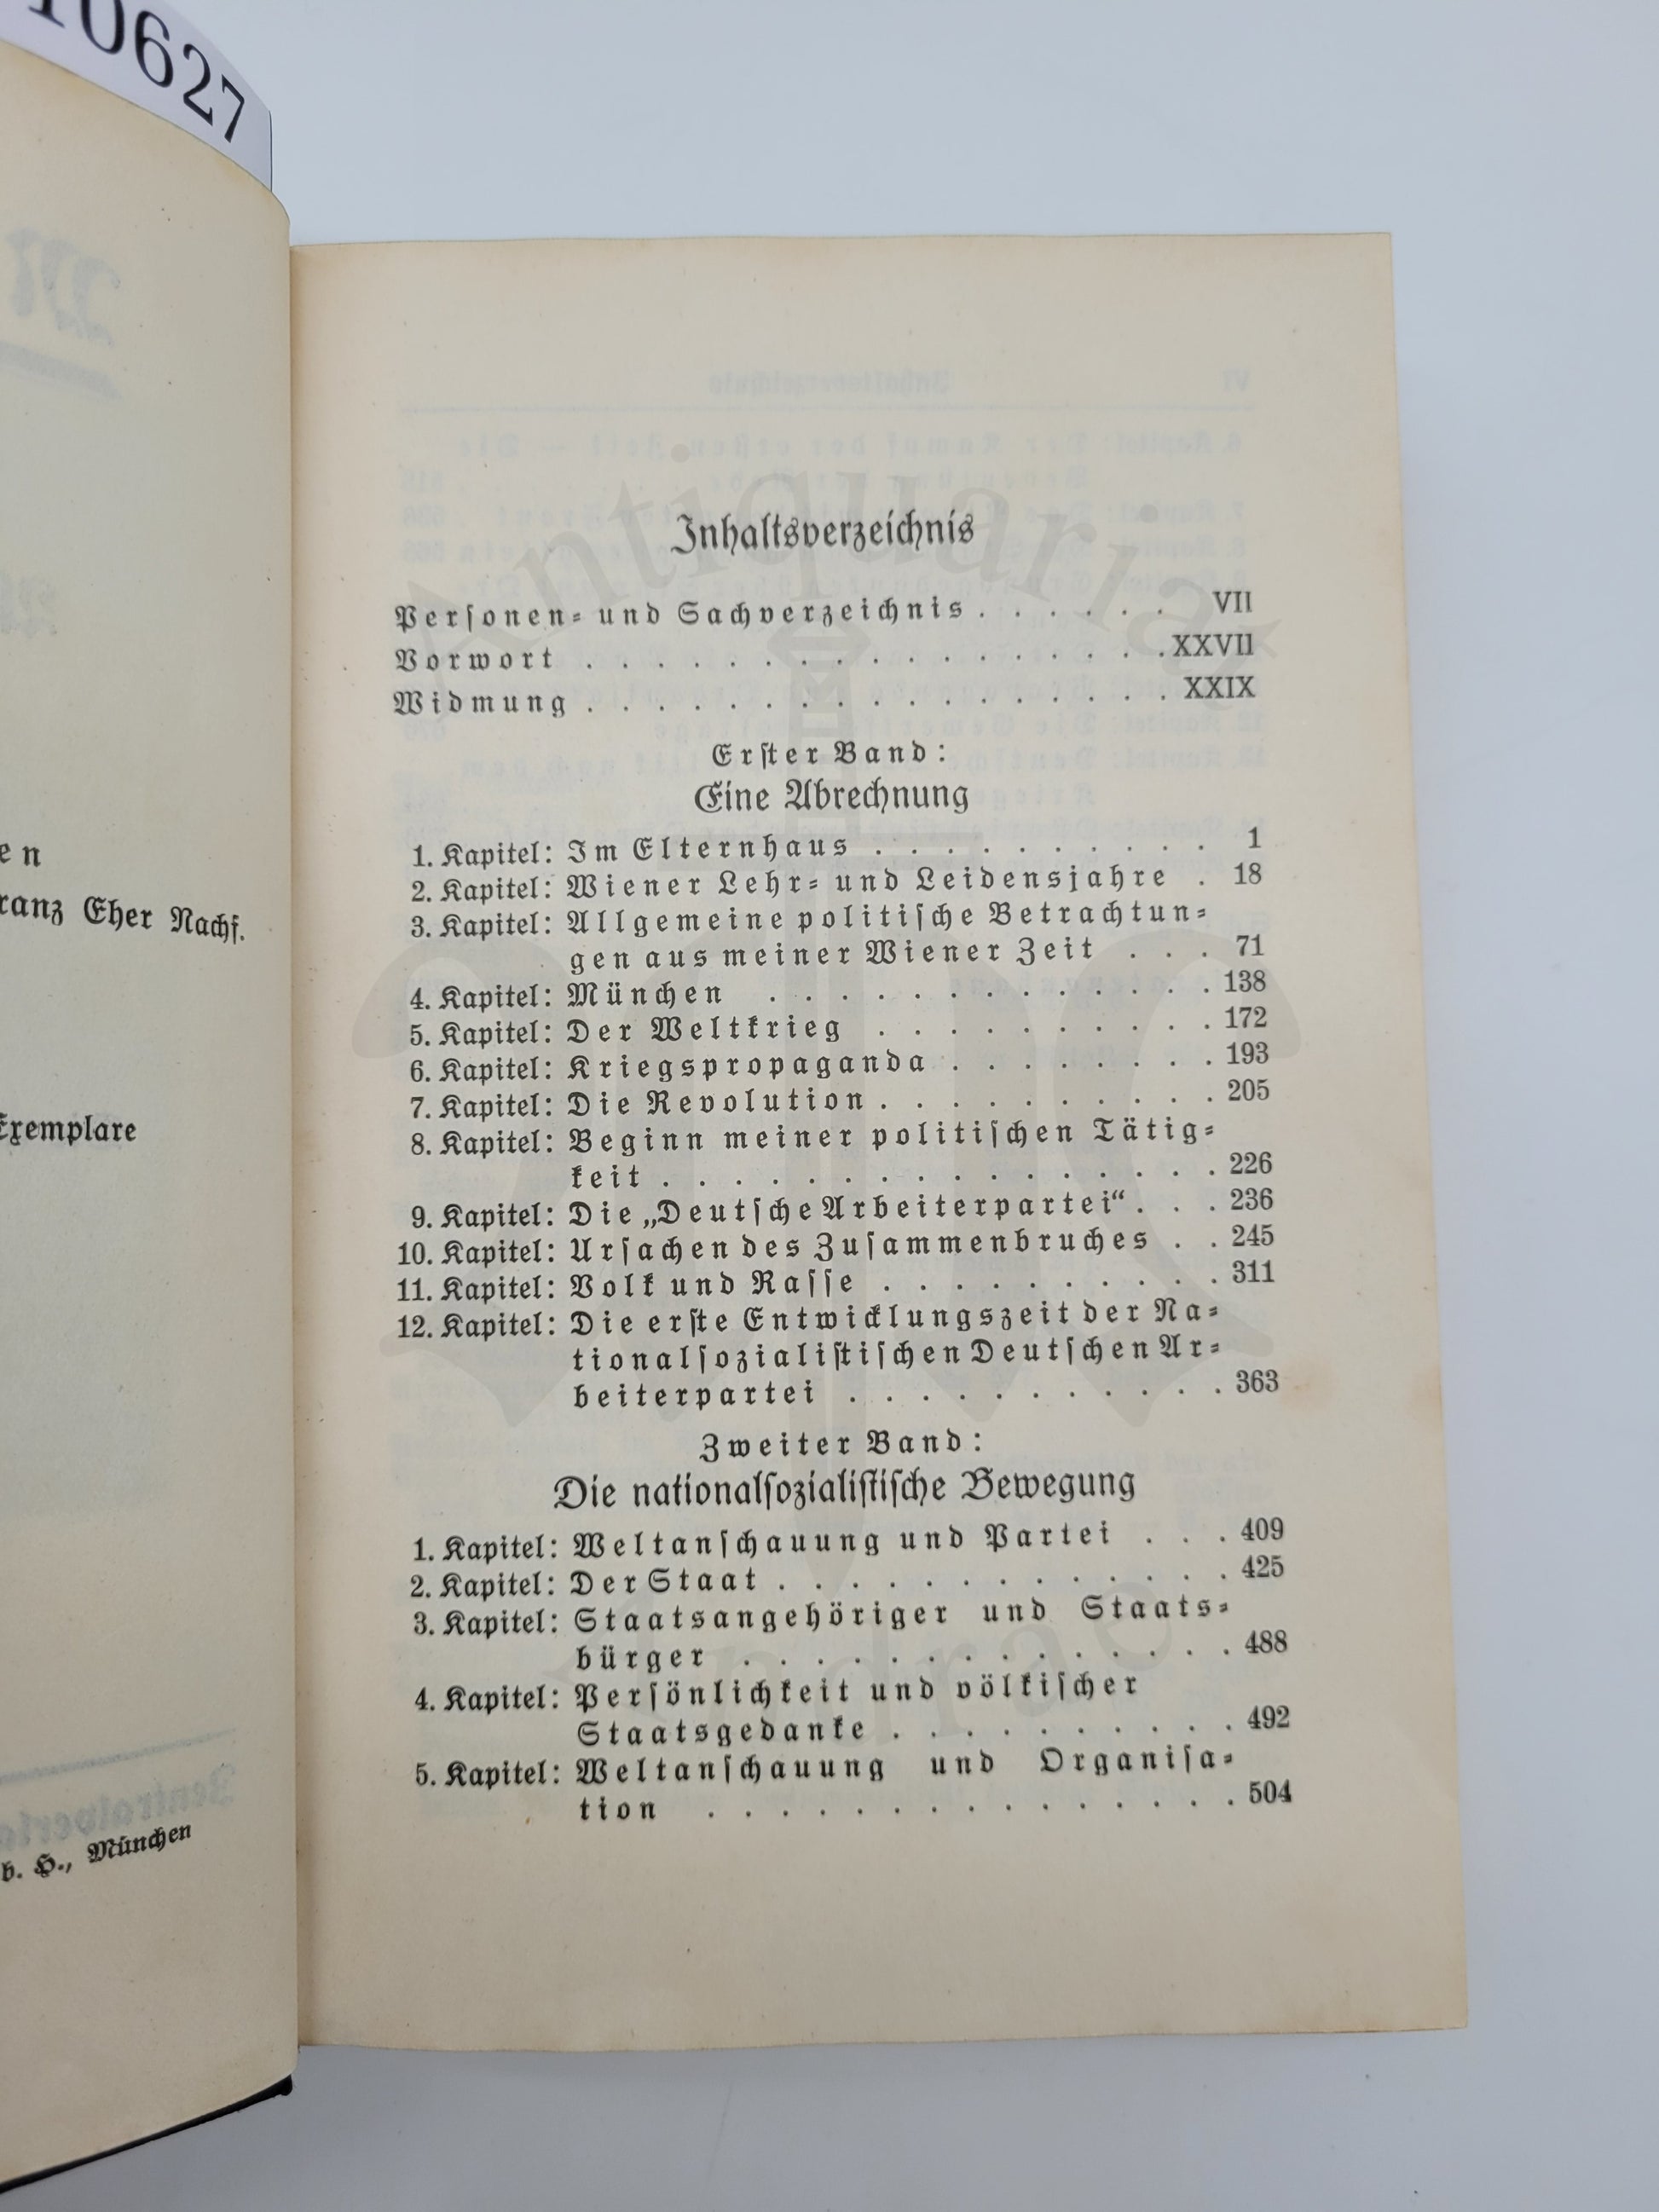 10627
en
ranz Eher Nachf.
Exemplare
b. H., München
Inhaltsverzeichnis
Personen- und Sachverzeichnis . . . . . . VII
Vorwort . . . . . . . . . . . . . . . . . XXVII
Widmung . . . . . . . . . . . . . . . . . XXIX
Erster Band:
Eine Abrechnung
1. Kapitel: Im Elternhaus . . . . . . . . . . 1
2. Kapitel: Wiener Lehr- und Leidensjahre . 18
3. Kapitel: Allgemeine politische Betrachtun-
gen aus meiner Wiener Zeit . . . 71
4. Kapitel: München . . . . . . . . . . . . . 138
5. Kapitel: Der Weltkrieg . . . . . . . . . . 172
6. Kapitel: Kriegspropaganda . . . . . . . . 193
7. Kapitel: Die Revolution . . . . . . . . . . 205
8. Kapitel: Beginn meiner politischen Tätig-
keit . . . . . . . . . . . . . . . . 226
9. Kapitel: Die „Deutsche Arbeiterpartei“ . . . 236
10. Kapitel: Ursachen des Zusammenbruches . . 245
11. Kapitel: Volk und Rasse . . . . . . . . . . 311
12. Kapitel: Die erste Entwicklungszeit der Na-
tionalsozialistischen Deutschen Ar-
beiterpartei . . . . . . . . . . . 363
Zweiter Band:
Die nationalsozialistische Bewegung
1. Kapitel: Weltanschauung und Partei . . . 409
2. Kapitel: Der Staat . . . . . . . . . . . . . 425
3. Kapitel: Staatsangehöriger und Staats-
bürger . . . . . . . . . . . . . . 488
4. Kapitel: Persönlichkeit und völkischer
Staatsgedanke . . . . . . . . . . 492
5. Kapitel: Weltanschauung und Organisa-
tion . . . . . . . . . . . . . . . 504
Antiquariat
Andrae